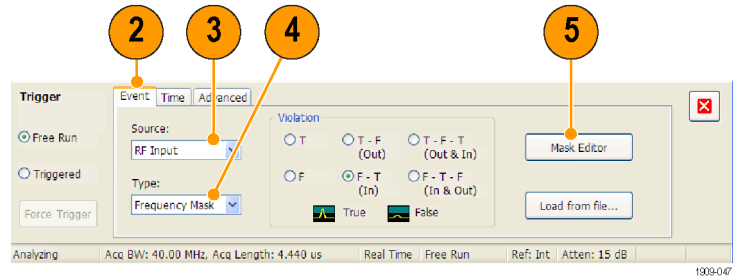 2
3
4
5
Trigger
Event
Time
Advanced
Free Run
Triggered
Force Trigger
Source:
RF Input
Type:
Frequency Mask
Violation
T
T - F
(Out)
T - F - T
(Out & In)
F
F - T
(In)
F - T - F
(In & Out)
True
False
Mask Editor
Load from file...
Analyzing
Acq BW: 40.00 MHz, Acq Length: 4.440 us
Real Time
Free Run
Ref: Int
Atten: 15 dB
1909-047